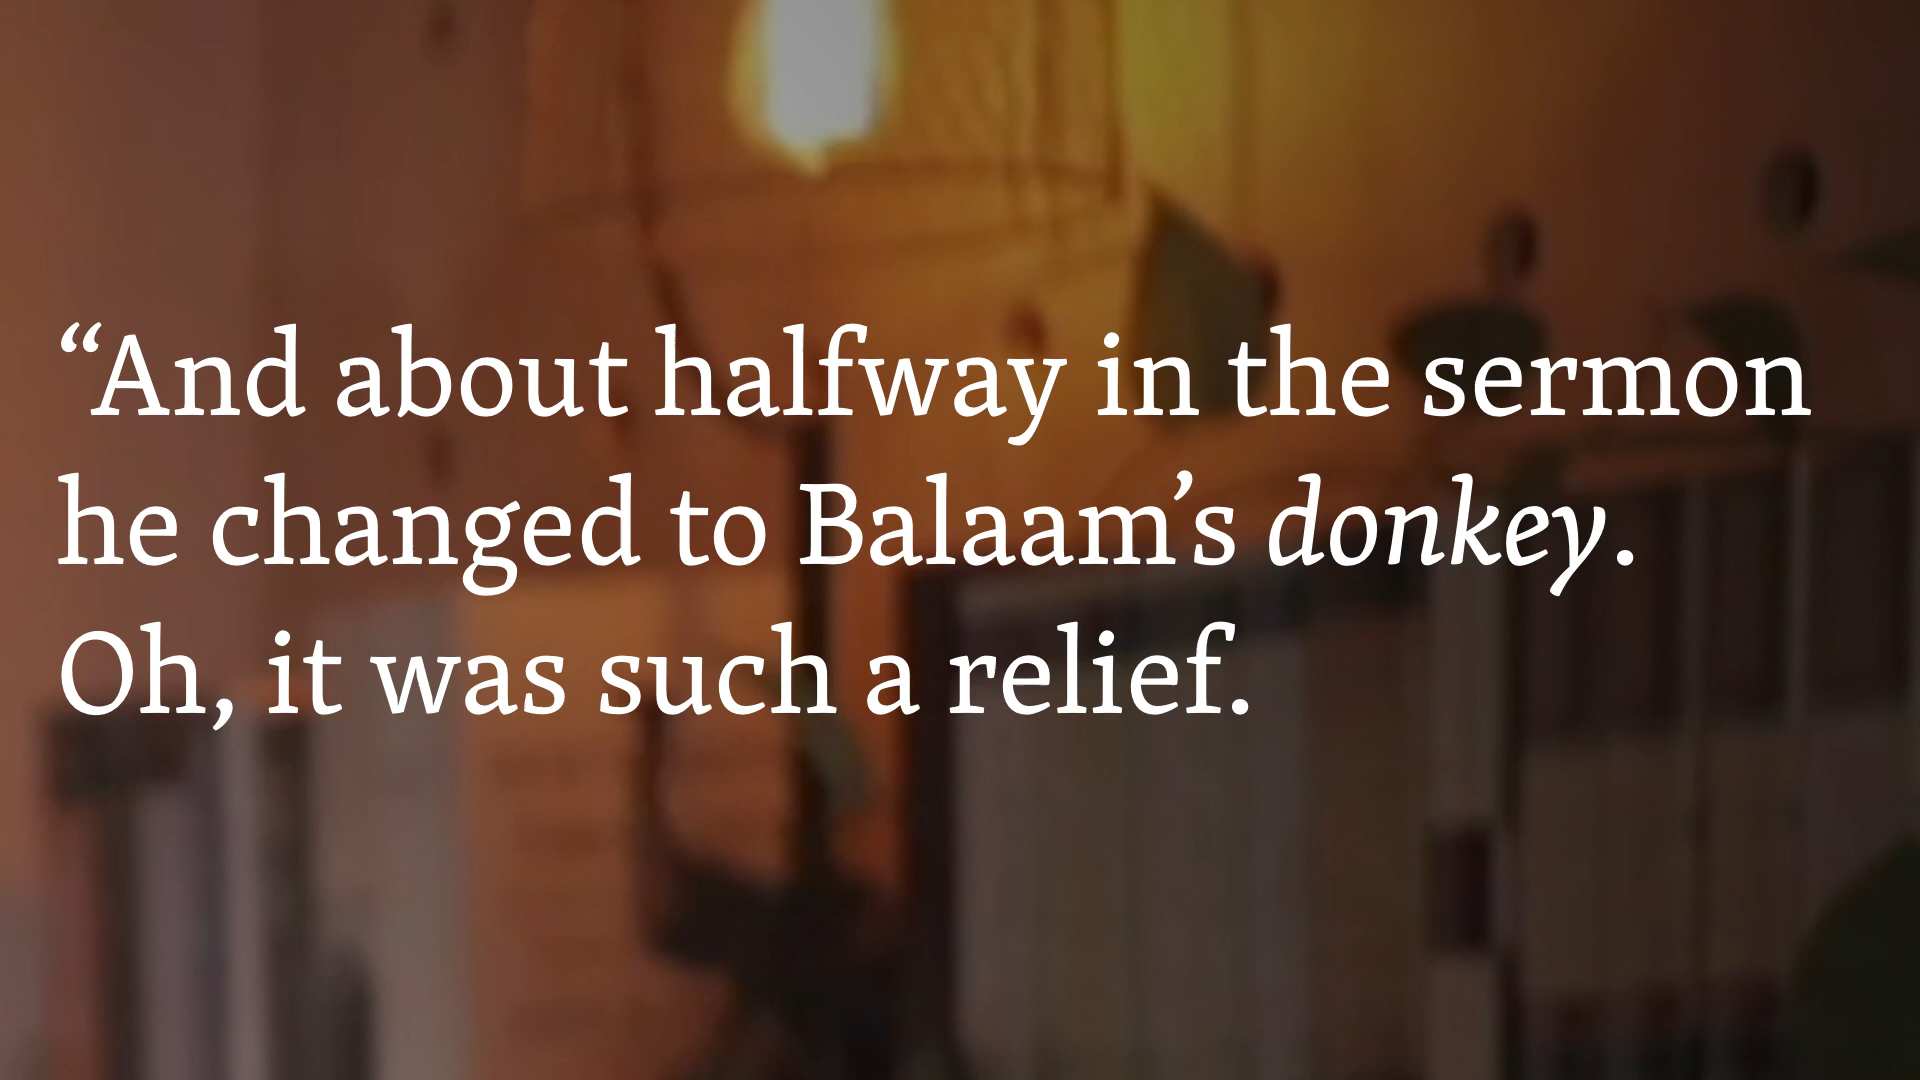 “And about halfway in the sermon
he changed to Balaam’s donkey.
Oh, it was such a relief.